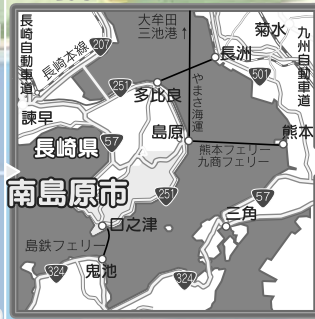 長崎自動車道
207
長崎本線
大牟田
三池港↑
菊水
九州自動車道
長洲
501
251
多比良
やまさ海運
諫早
57
島原
熊本
熊本フェリー
九商フェリー
長崎県
南島原市
251
57
口之津
三角
島鉄フェリー
鬼池
324
324